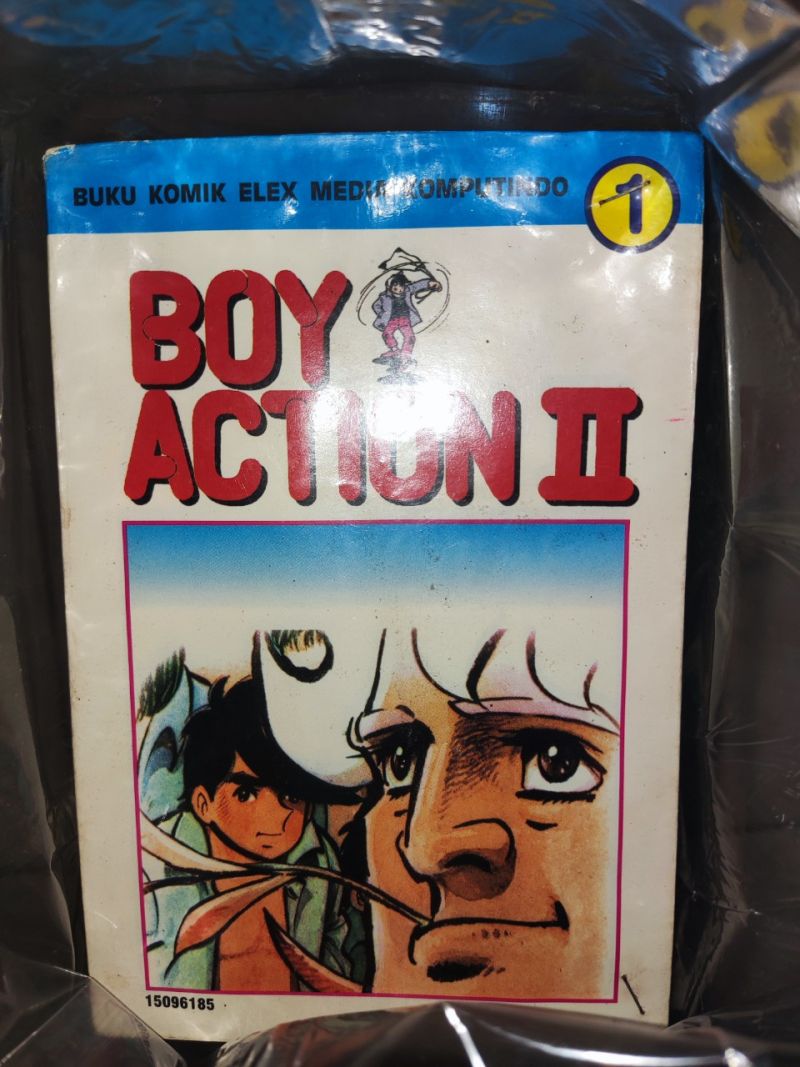 BUKU KOMIK ELEX MEDIA KOMPUTINDO
1
BOY
ACTION II
15096185